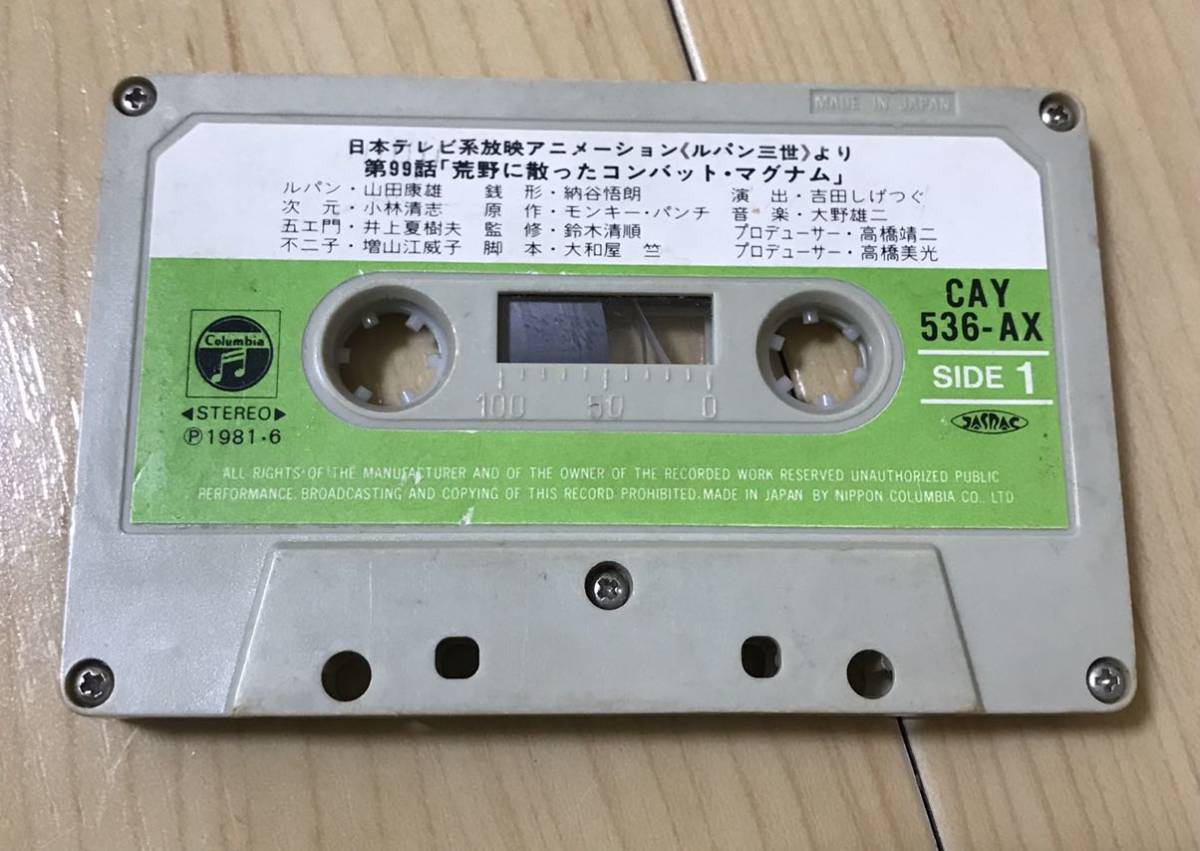 MADE IN JAPAN
日本テレビ系放映アニメーション《ルパン三世》より
第99話「荒野に散ったコンバット・マグナム」
ルパン・山田康雄 銭 形・納谷悟朗 演 出・吉田しげつぐ
次 元・小林清志 原 作・モンキー・パンチ 音 楽・大野雄二
五エ門・井上夏樹夫 監 修・鈴木清順 プロデューサー・高橋靖二
不二子・増山江威子 脚 本・大和屋 竺 プロデューサー・高橋美光
CAY
536-AX
SIDE 1
JASRAC
Columbia
◀STEREO▶
Ⓟ1981・6
100 50 0
ALL RIGHTS OF THE MANUFACTURER AND OF THE OWNER OF THE RECORDED WORK RESERVED UNAUTHORIZED PUBLIC
PERFORMANCE. BROADCASTING AND COPYING OF THIS RECORD PROHIBITED. MADE IN JAPAN BY NIPPON COLUMBIA CO., LTD.